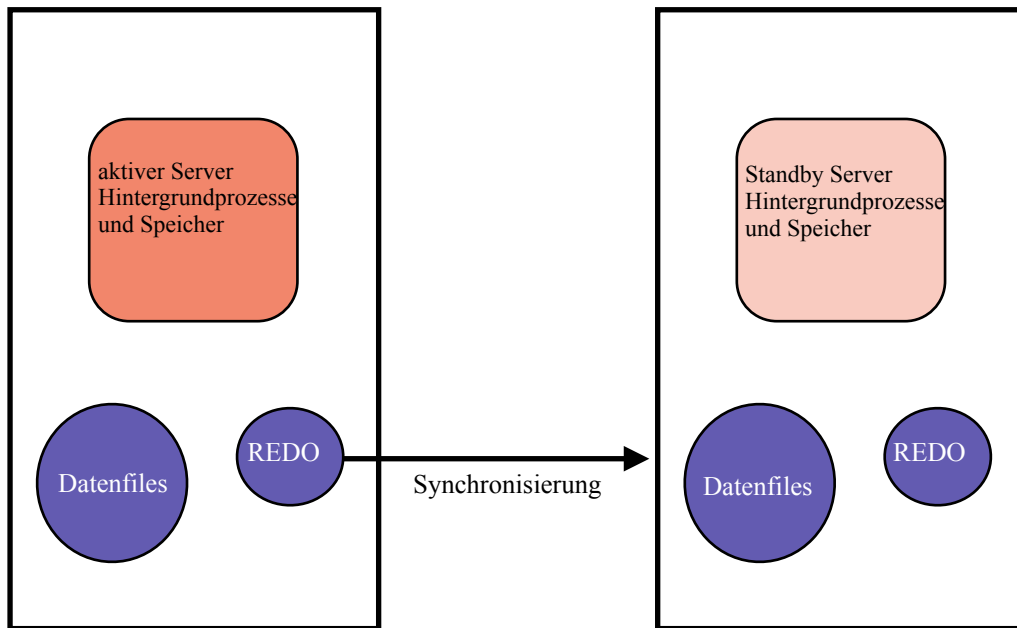 aktiver Server
Hintergrundprozesse
und Speicher
Datenfiles
REDO
Synchronisierung
Standby Server
Hintergrundprozesse
und Speicher
Datenfiles
REDO